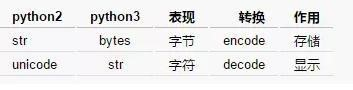 python2 python3 表现 转换 作用
str bytes 字节 encode 存储
unicode str 字符 decode 显示